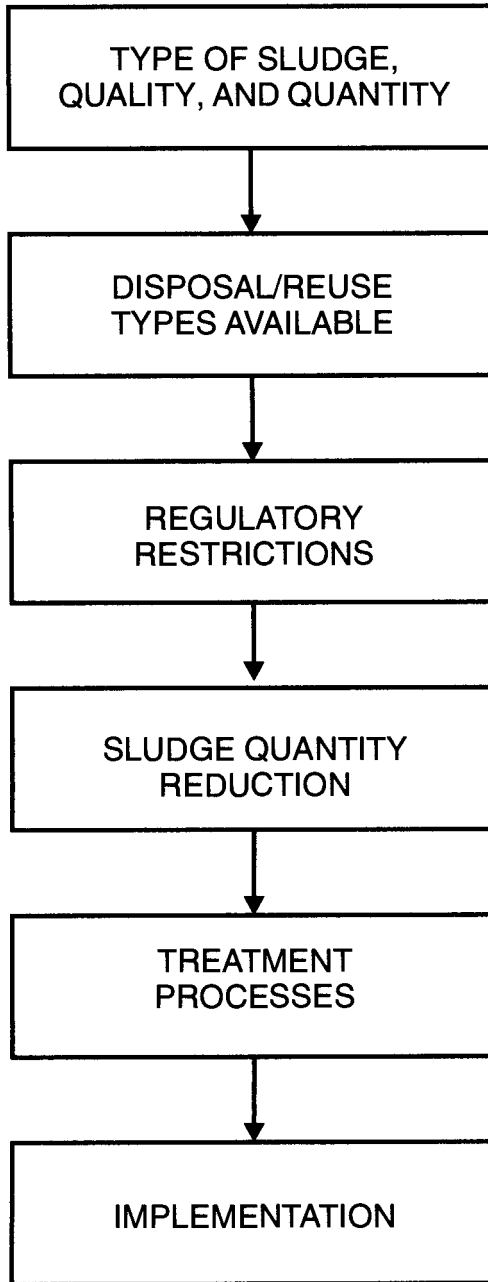 TYPE OF SLUDGE,
QUALITY, AND QUANTITY
DISPOSAL/REUSE
TYPES AVAILABLE
REGULATORY
RESTRICTIONS
SLUDGE QUANTITY
REDUCTION
TREATMENT
PROCESSES
IMPLEMENTATION